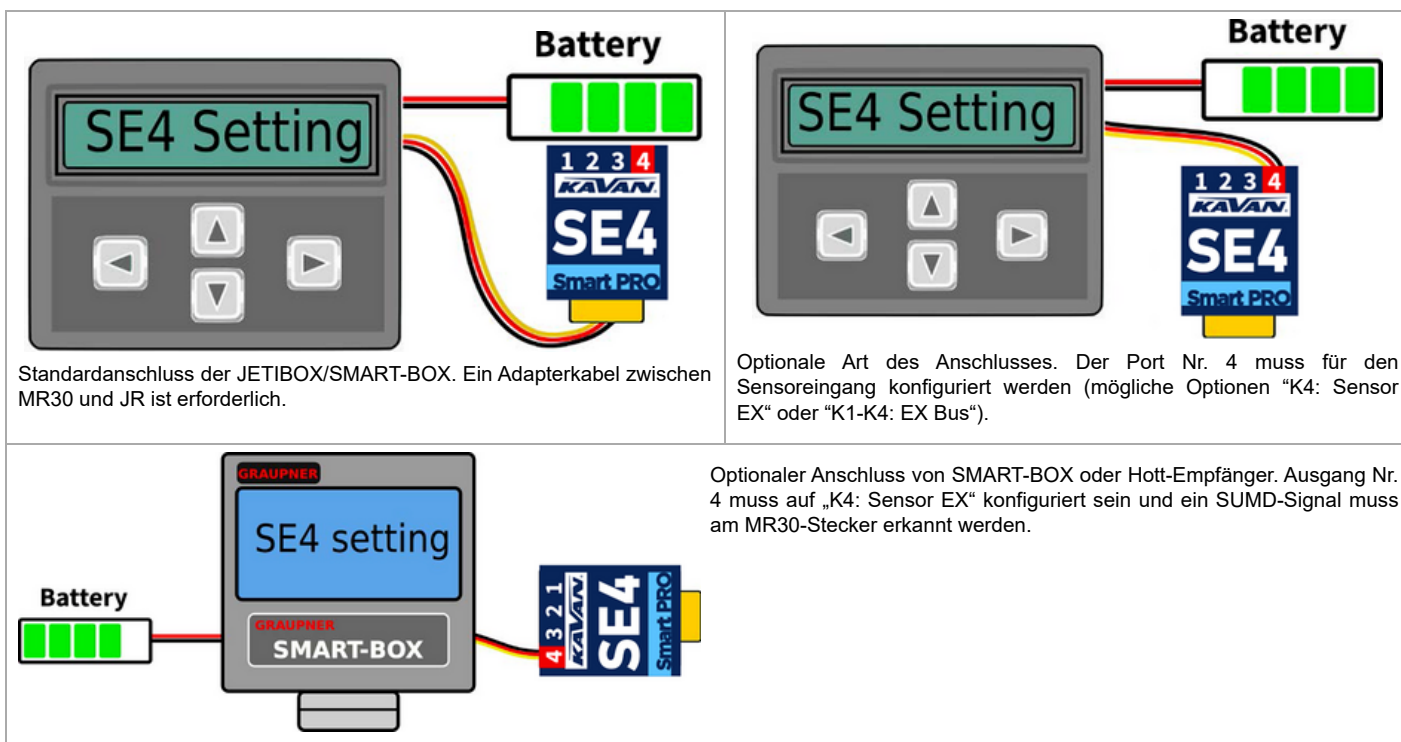 Battery
SE4 Setting
1 2 3 4
KAVAN
SE4
Smart PRO
Standardanschluss der JETIBOX/SMART-BOX. Ein Adapterkabel zwischen
MR30 und JR ist erforderlich.
Battery
SE4 Setting
1 2 3 4
KAVAN
SE4
Smart PRO
Optionale Art des Anschlusses. Der Port Nr. 4 muss für den
Sensoreingang konfiguriert werden (mögliche Optionen “K4: Sensor
EX“ oder “K1-K4: EX Bus“).
GRAUPNER
SE4 setting
Battery
GRAUPNER
SMART-BOX
4 3 2 1
KAVAN
SE4
Smart PRO
Optionaler Anschluss von SMART-BOX oder Hott-Empfänger. Ausgang Nr.
4 muss auf „K4: Sensor EX“ konfiguriert sein und ein SUMD-Signal muss
am MR30-Stecker erkannt werden.